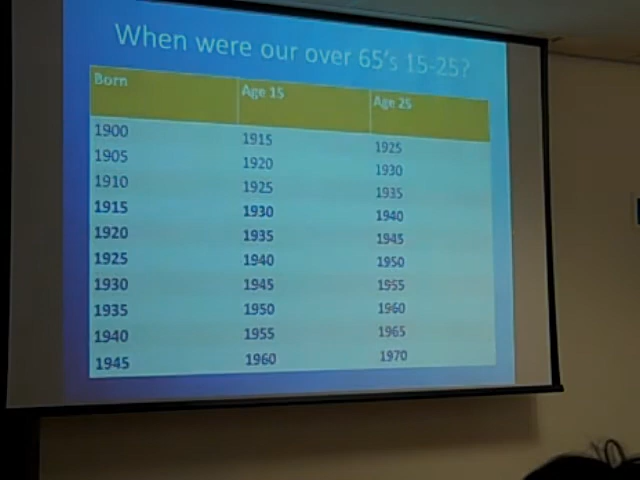 When were our over 65's 15-25?
Born Age 15 Age 25
1900 1915 1925
1905 1920 1930
1910 1925 1935
1915 1930 1940
1920 1935 1945
1925 1940 1950
1930 1945 1955
1935 1950 1960
1940 1955 1965
1945 1960 1970